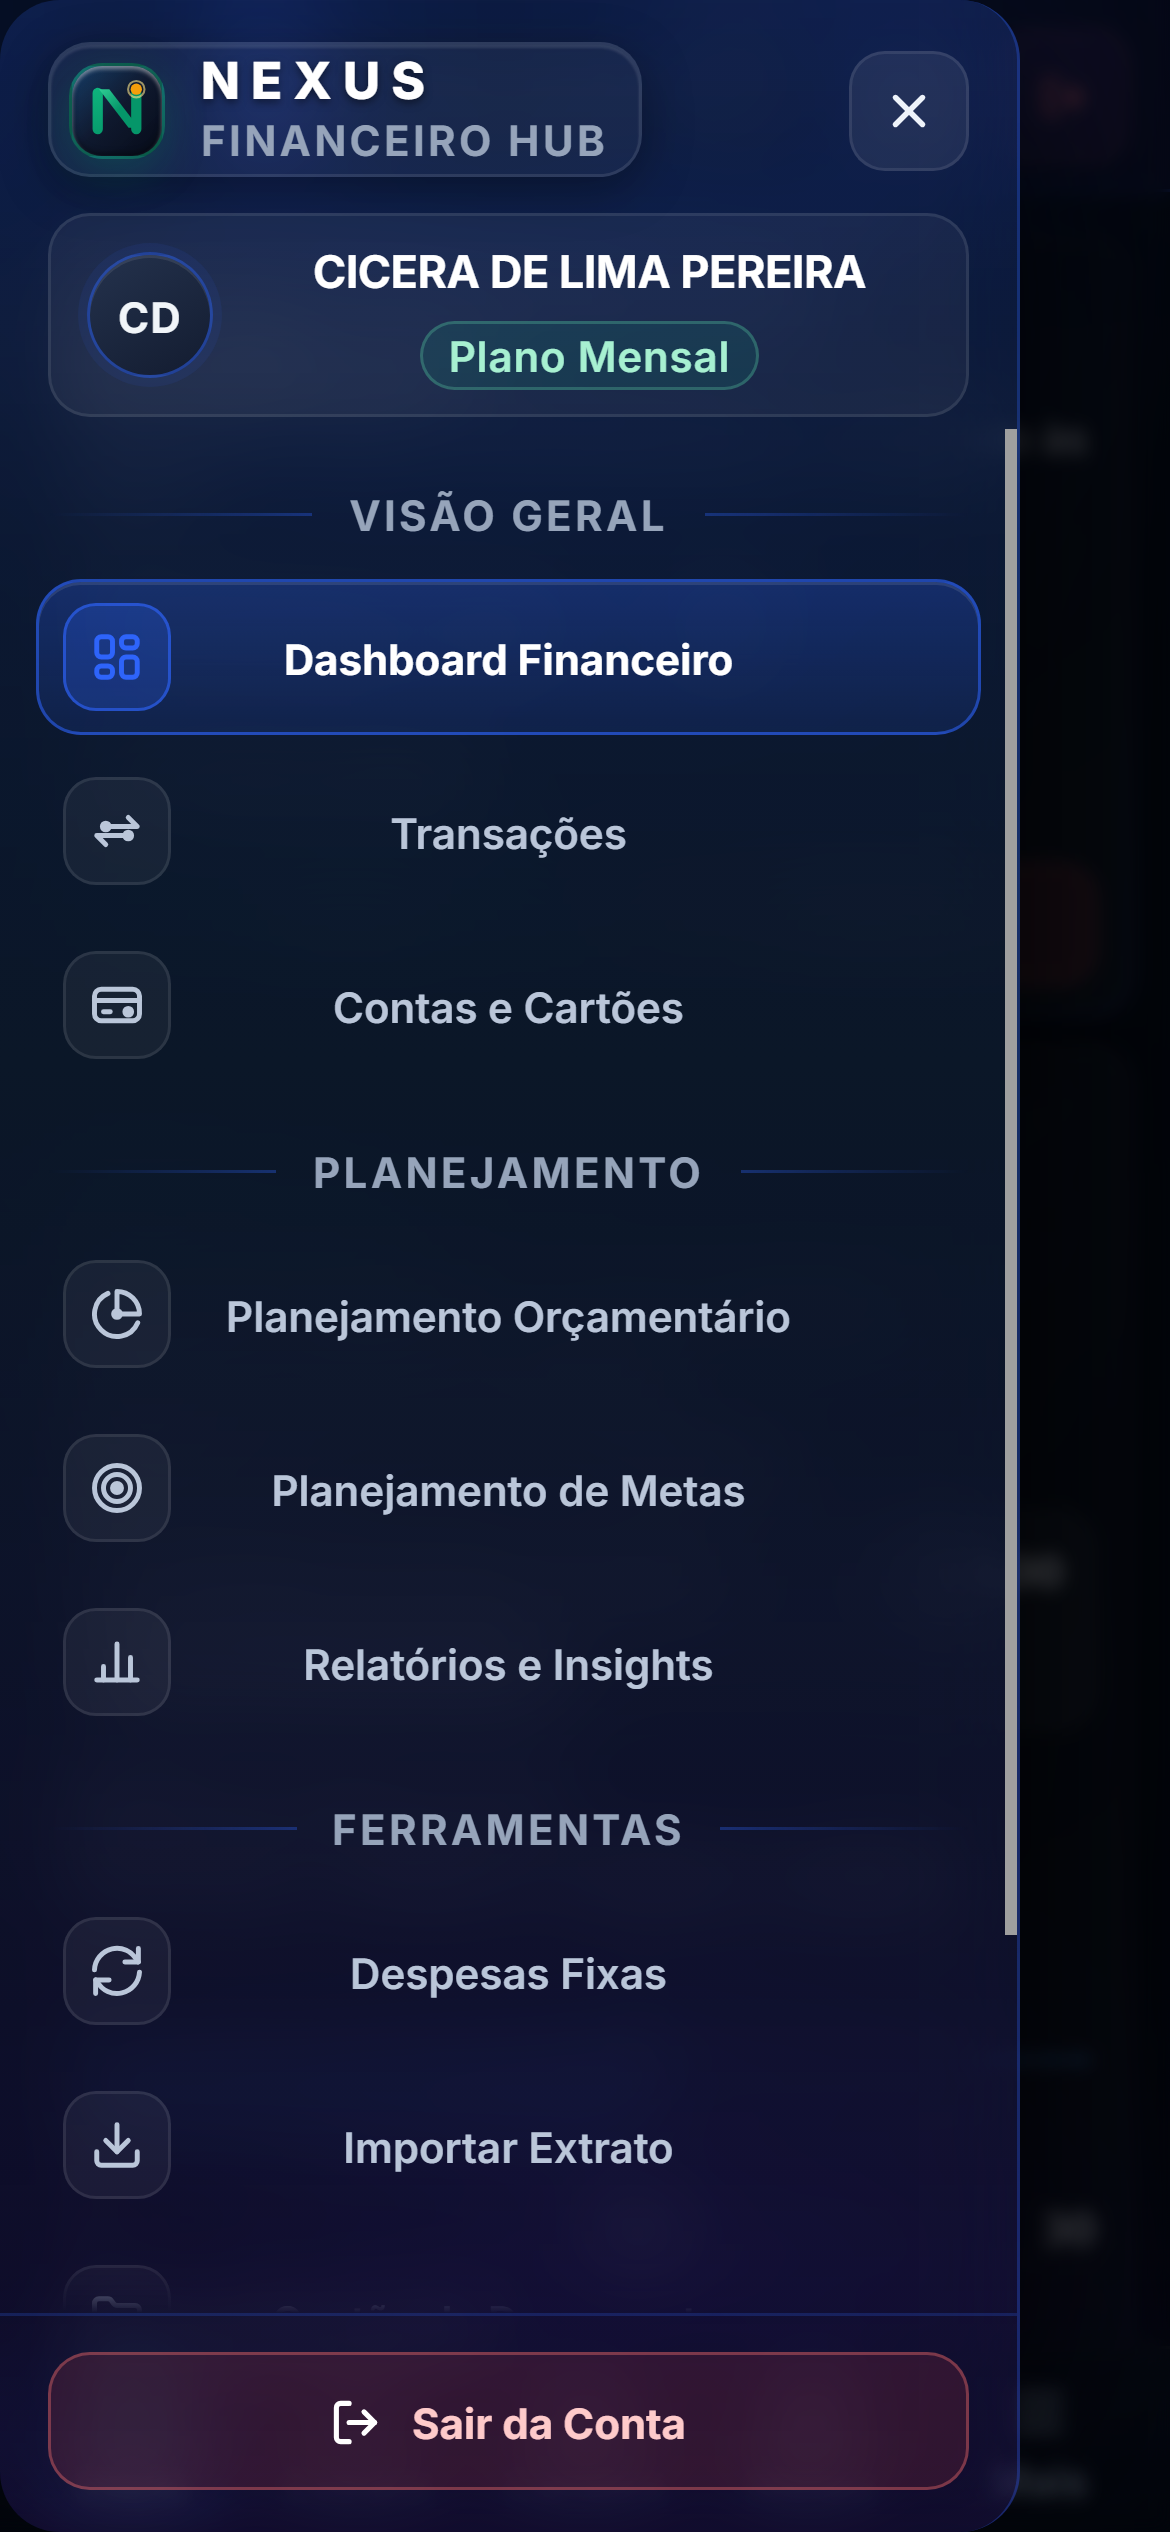 NEXUS
FINANCEIRO HUB
CD
CICERA DE LIMA PEREIRA
Plano Mensal
VISÃO GERAL
Dashboard Financeiro
Transações
Contas e Cartões
PLANEJAMENTO
Planejamento Orçamentário
Planejamento de Metas
Relatórios e Insights
FERRAMENTAS
Despesas Fixas
Importar Extrato
Sair da Conta